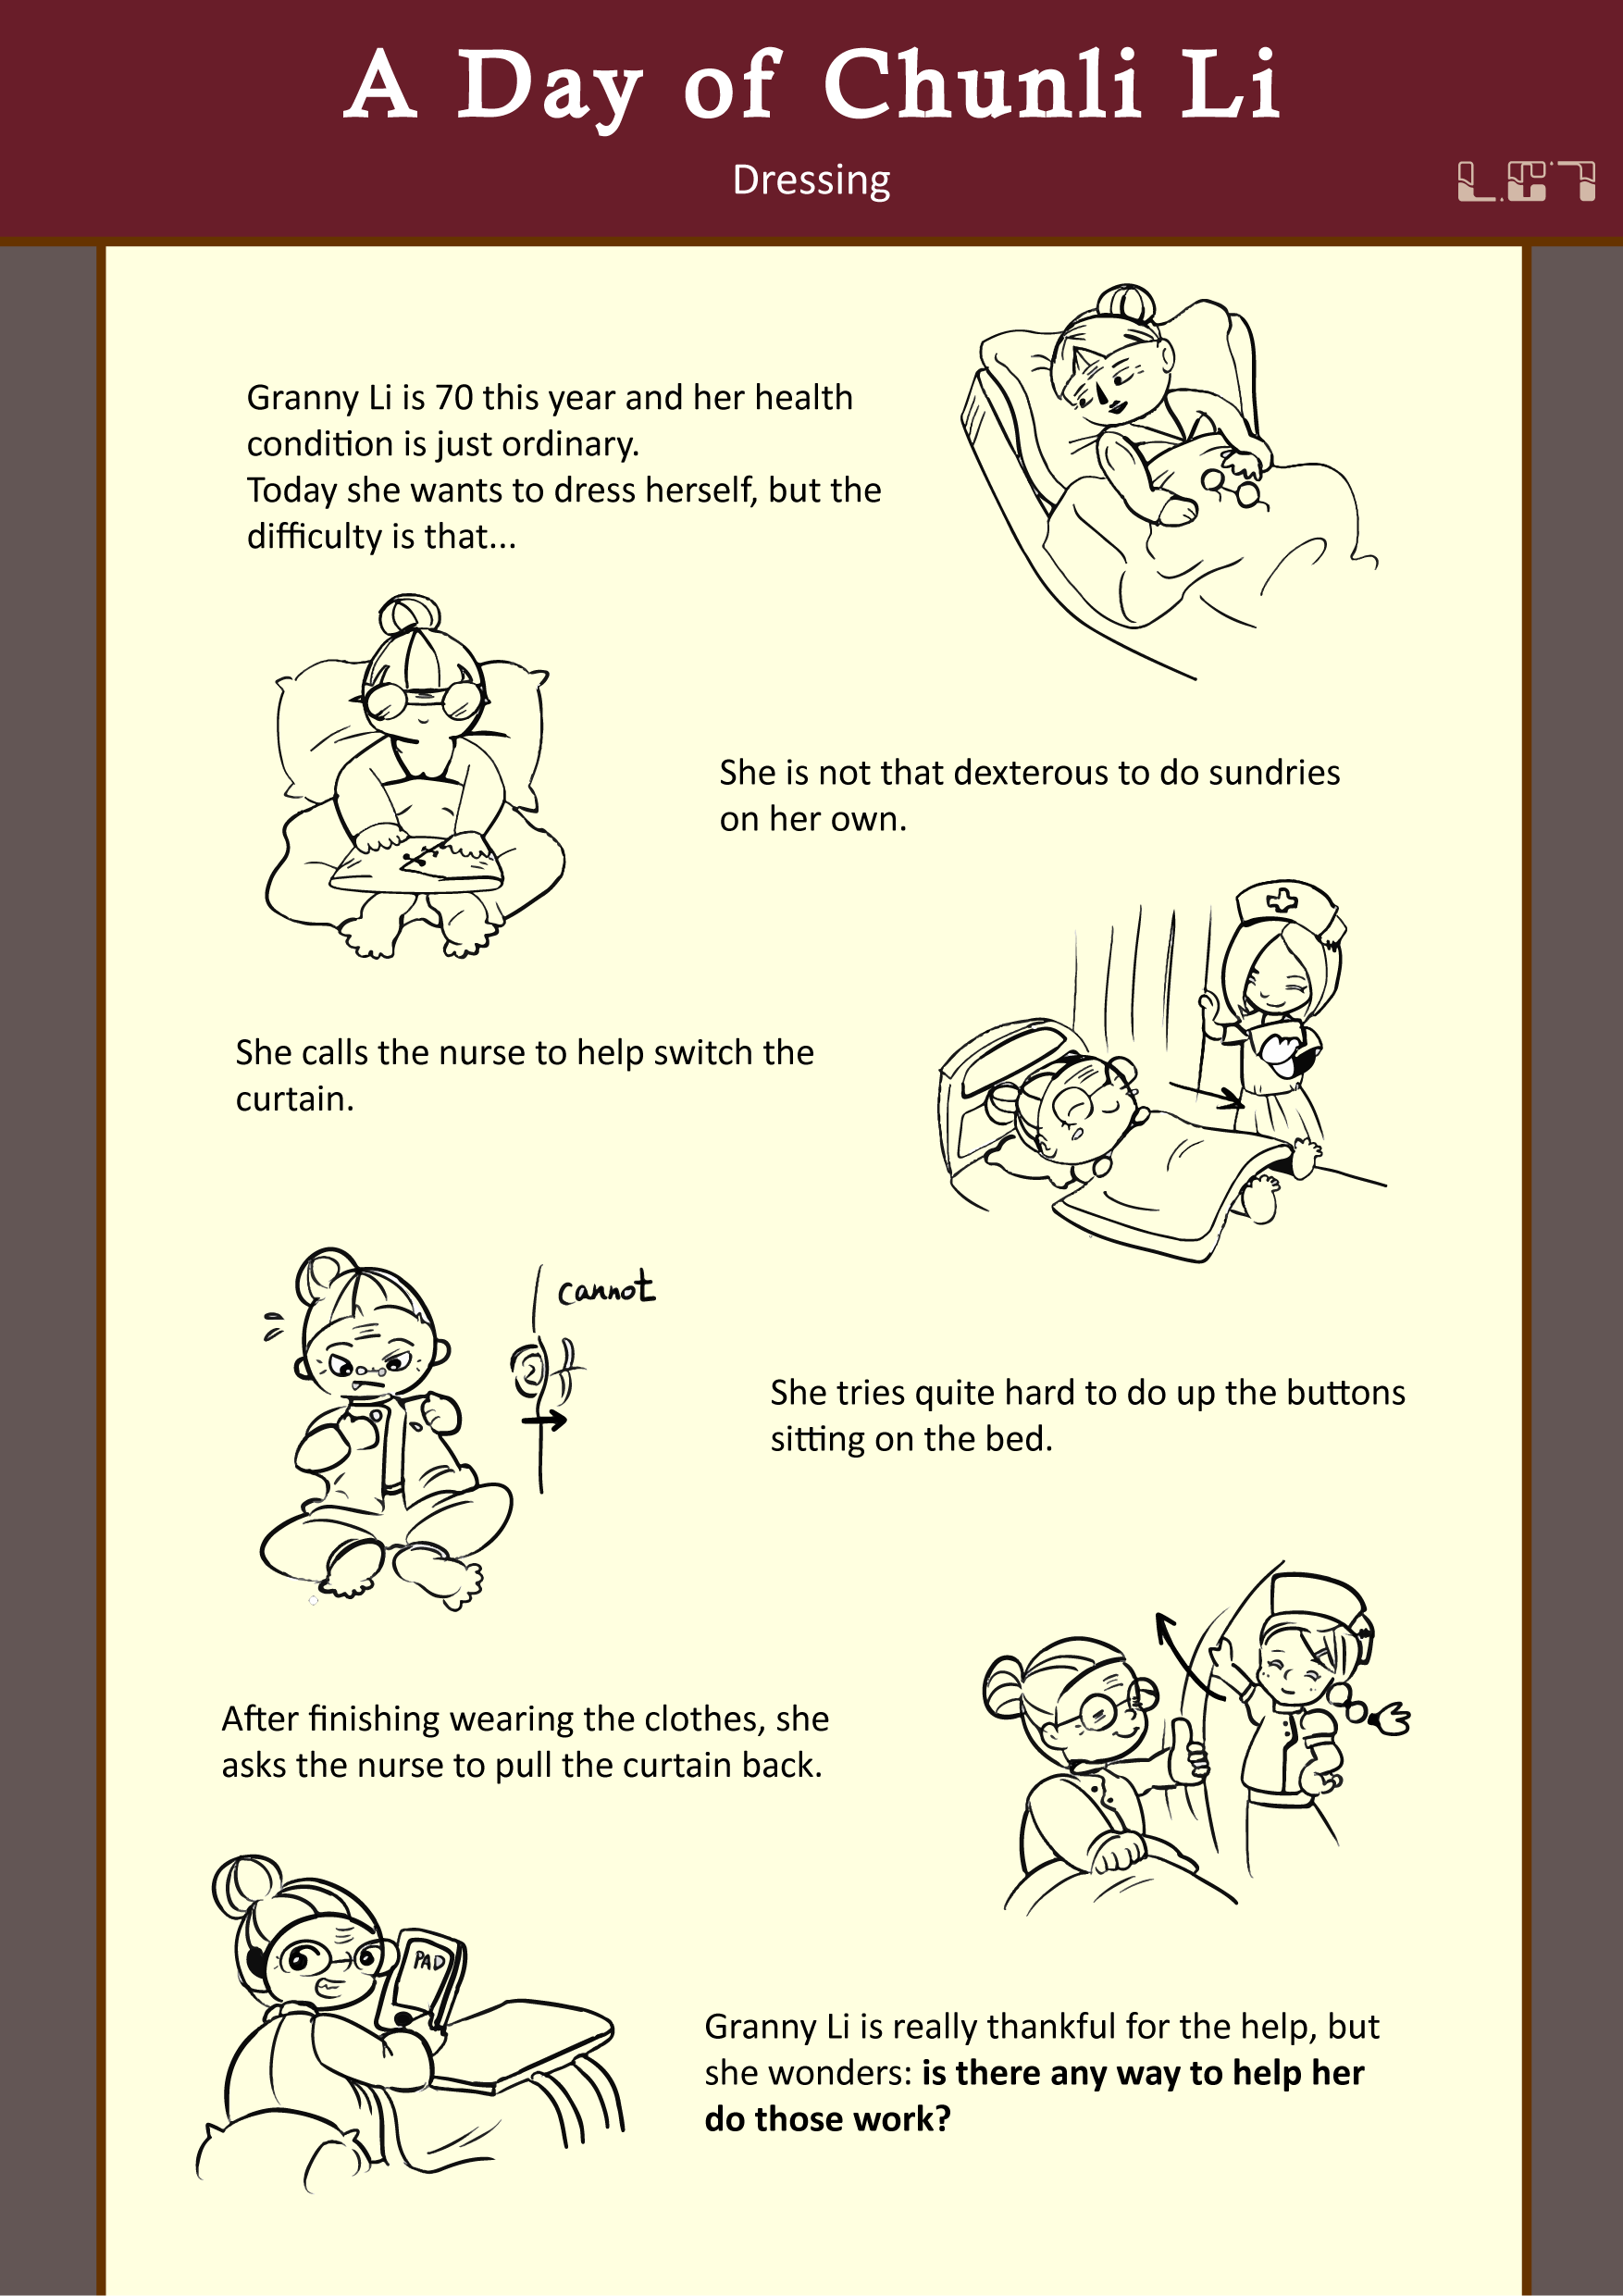 A Day of Chunli Li
Dressing
Granny Li is 70 this year and her health
condition is just ordinary.
Today she wants to dress herself, but the
difficulty is that...
She is not that dexterous to do sundries
on her own.
She calls the nurse to help switch the
curtain.
cannot
She tries quite hard to do up the buttons
sitting on the bed.
After finishing wearing the clothes, she
asks the nurse to pull the curtain back.
PAD
Granny Li is really thankful for the help, but
she wonders: is there any way to help her
do those work?